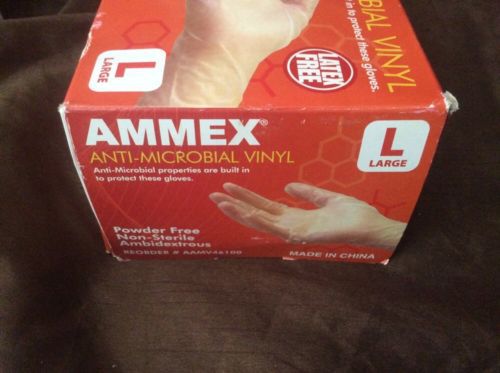 L
LARGE
LATEX
FREE
BIAL VINYL
in to protect these gloves.
AMMEX®
ANTI-MICROBIAL VINYL
Anti-Microbial properties are built in
to protect these gloves.
L
LARGE
Powder Free
Non-Sterile
Ambidextrous
REORDER # AAMV46100
MADE IN CHINA